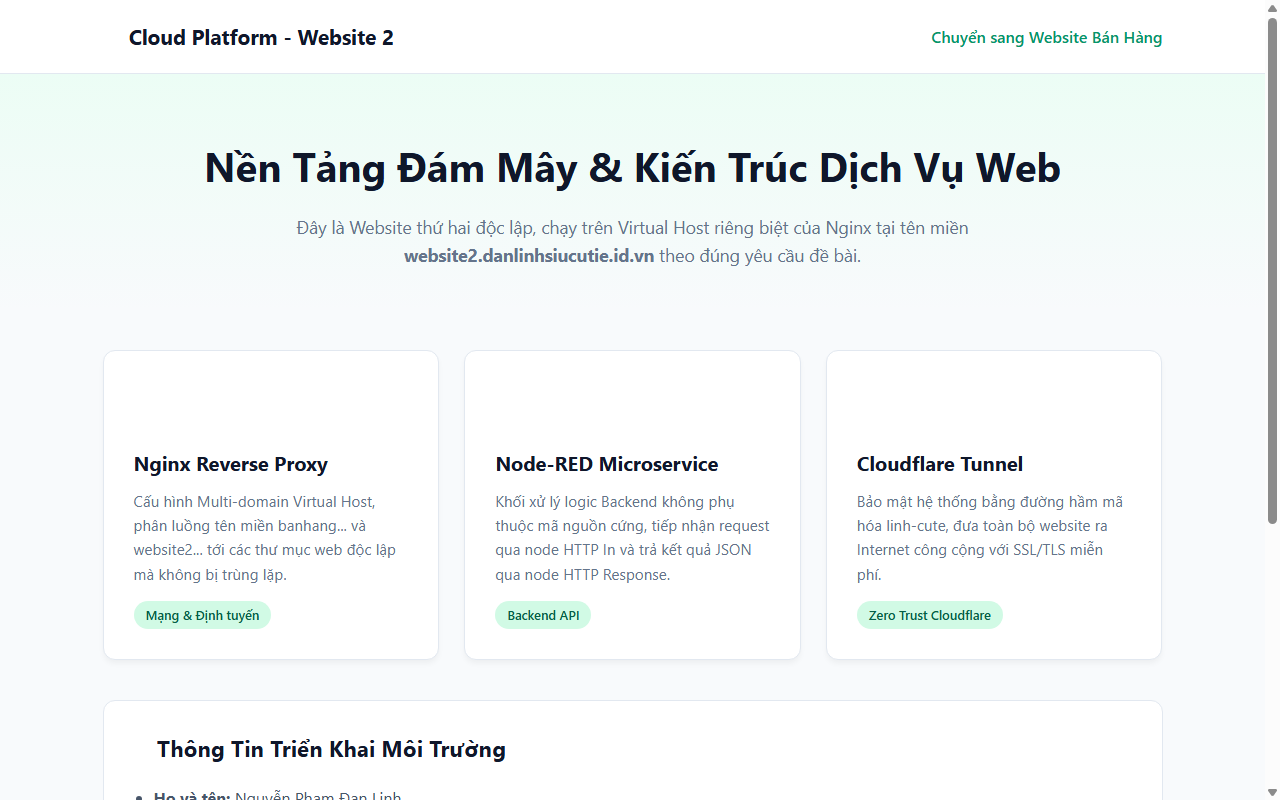 Cloud Platform - Website 2
Chuyển sang Website Bán Hàng
Nền Tảng Đám Mây & Kiến Trúc Dịch Vụ Web
Đây là Website thứ hai độc lập, chạy trên Virtual Host riêng biệt của Nginx tại tên miền
website2.danlinhsiucutie.id.vn theo đúng yêu cầu đề bài.
Nginx Reverse Proxy
Cấu hình Multi-domain Virtual Host,
phân luồng tên miền banhang... và
website2... tới các thư mục web độc lập
mà không bị trùng lặp.
Mạng & Định tuyến
Node-RED Microservice
Khối xử lý logic Backend không phụ
thuộc mã nguồn cứng, tiếp nhận request
qua node HTTP In và trả kết quả JSON
qua node HTTP Response.
Backend API
Cloudflare Tunnel
Bảo mật hệ thống bằng đường hầm mã
hóa linh-cute, đưa toàn bộ website ra
Internet công cộng với SSL/TLS miễn
phí.
Zero Trust Cloudflare
Thông Tin Triển Khai Môi Trường
Họ và tên: Nguyễn Phạm Đan Linh